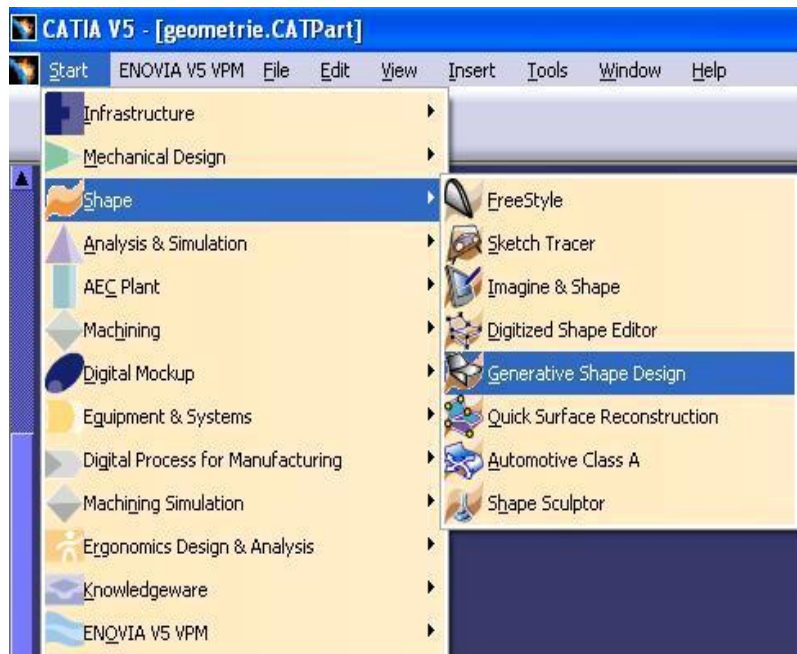 CATIA V5 - [geometrie.CATPart]
Start ENOVIA V5 VPM File Edit View Insert Tools Window Help
Infrastructure
Mechanical Design
Shape
Analysis & Simulation
AEC Plant
Machining
Digital Mockup
Equipment & Systems
Digital Process for Manufacturing
Machining Simulation
Ergonomics Design & Analysis
Knowledgeware
ENOVIA V5 VPM
FreeStyle
Sketch Tracer
Imagine & Shape
Digitized Shape Editor
Generative Shape Design
Quick Surface Reconstruction
Automotive Class A
Shape Sculptor